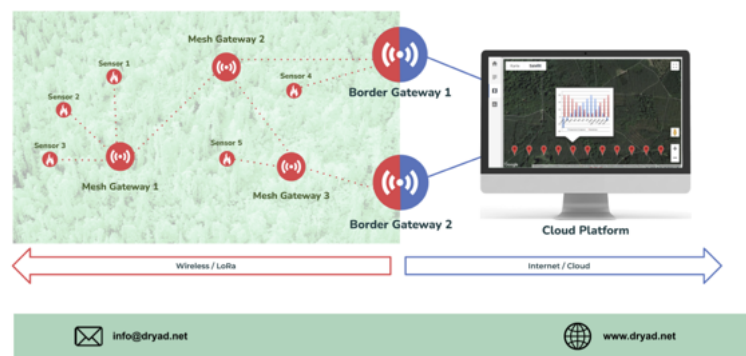 Mesh Gateway 2
Sensor 1
Sensor 4
Border Gateway 1
Sensor 2
Sensor 3
Sensor 5
Mesh Gateway 1
Mesh Gateway 3
Border Gateway 2
Cloud Platform
Wireless / LoRa
Internet / Cloud
info@dryad.net
www.dryad.net